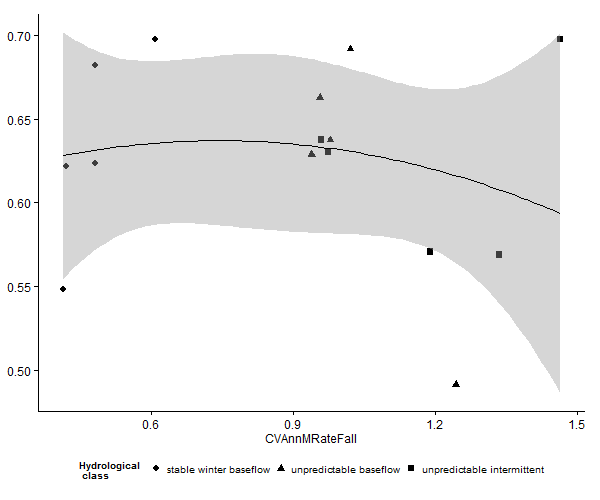 0.70
0.65
0.60
0.55
0.50
0.6 0.9 1.2 1.5
CVAnnMRateFall
Hydrological
class
stable winter baseflow unpredictable baseflow unpredictable intermittent